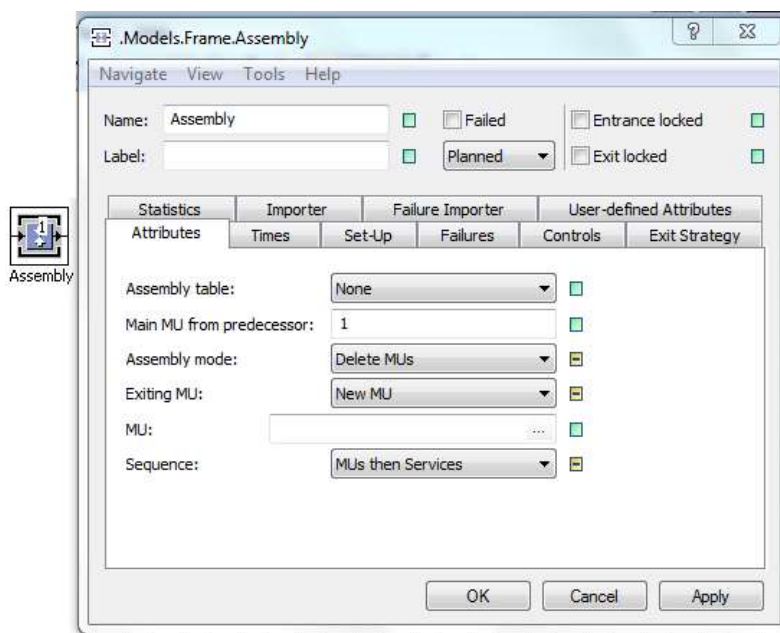 .Models.Frame.Assembly
Navigate View Tools Help
Name: Assembly Failed Entrance locked
Label: Planned Exit locked
Statistics Importer Failure Importer User-defined Attributes
Attributes Times Set-Up Failures Controls Exit Strategy
1
Assembly
Assembly table: None
Main MU from predecessor: 1
Assembly mode: Delete MUs
Exiting MU: New MU
MU: ...
Sequence: MUs then Services
OK Cancel Apply